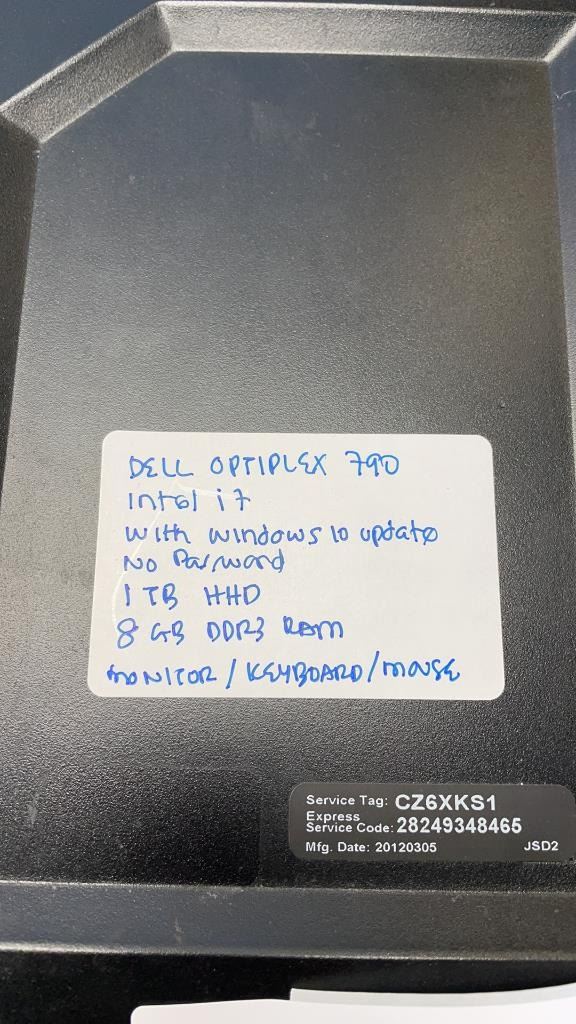 DELL OPTIPLEX 790
Intel i7
With windows 10 update
No Password
1 TB HHD
8 GB DDR3 RAM
MONITOR / KEYBOARD / MOUSE
Service Tag: CZ6XKS1
Express
Service Code: 28249348465
Mfg. Date: 20120305 JSD2